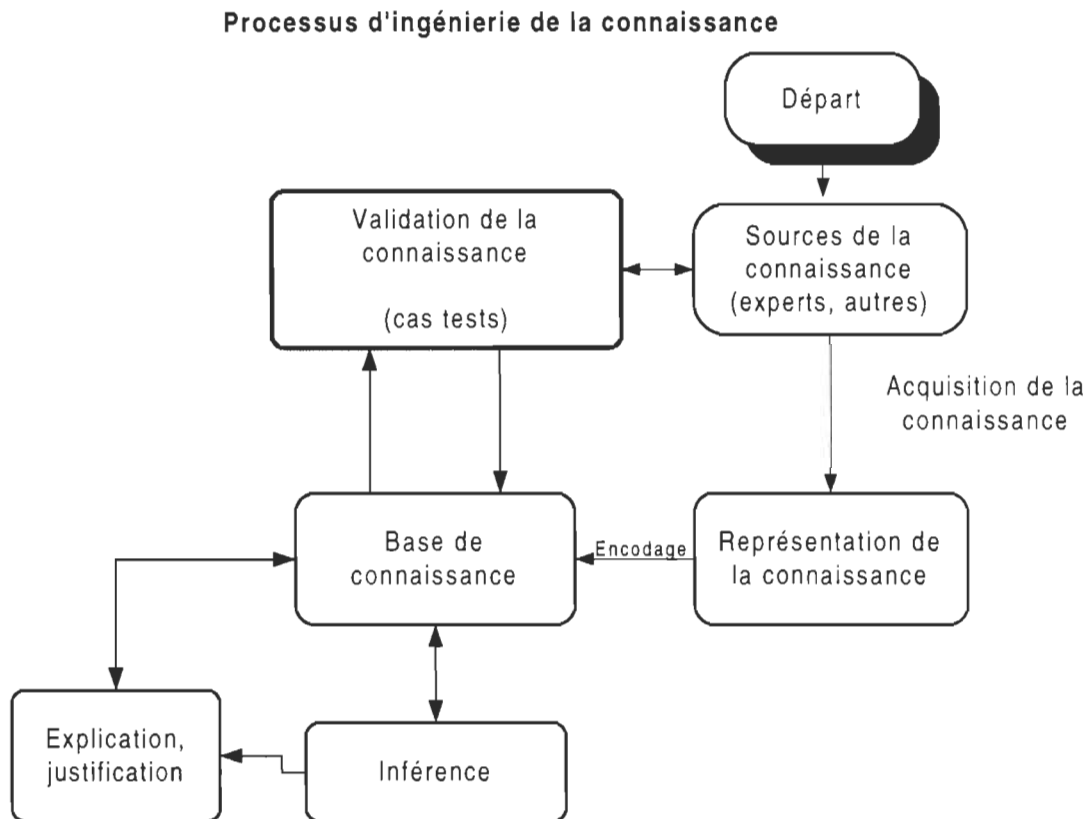 Processus d'ingénierie de la connaissance
Départ
Validation de la
connaissance
(cas tests)
Sources de la
connaissance
(experts, autres)
Acquisition de la
connaissance
Base de
connaissance
Encodage
Représentation de
la connaissance
Explication,
justification
Inférence